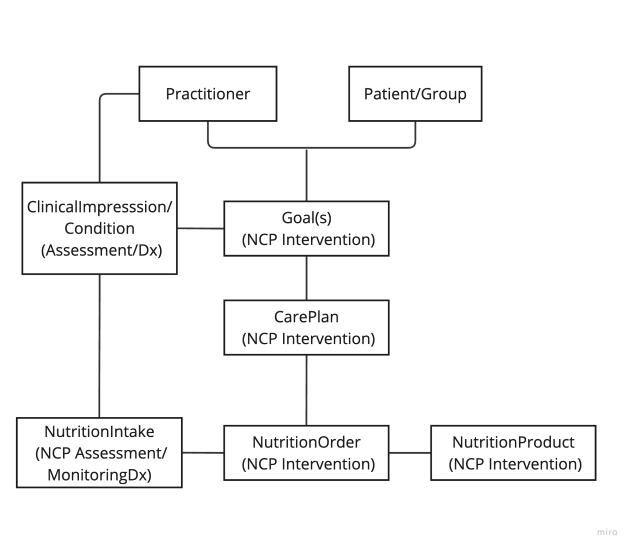 Practitioner
Patient/Group
ClinicalImpresssion/
Condition
(Assessment/Dx)
Goal(s)
(NCP Intervention)
CarePlan
(NCP Intervention)
NutritionIntake
(NCP Assessment/
MonitoringDx)
NutritionOrder
(NCP Intervention)
NutritionProduct
(NCP Intervention)
miro